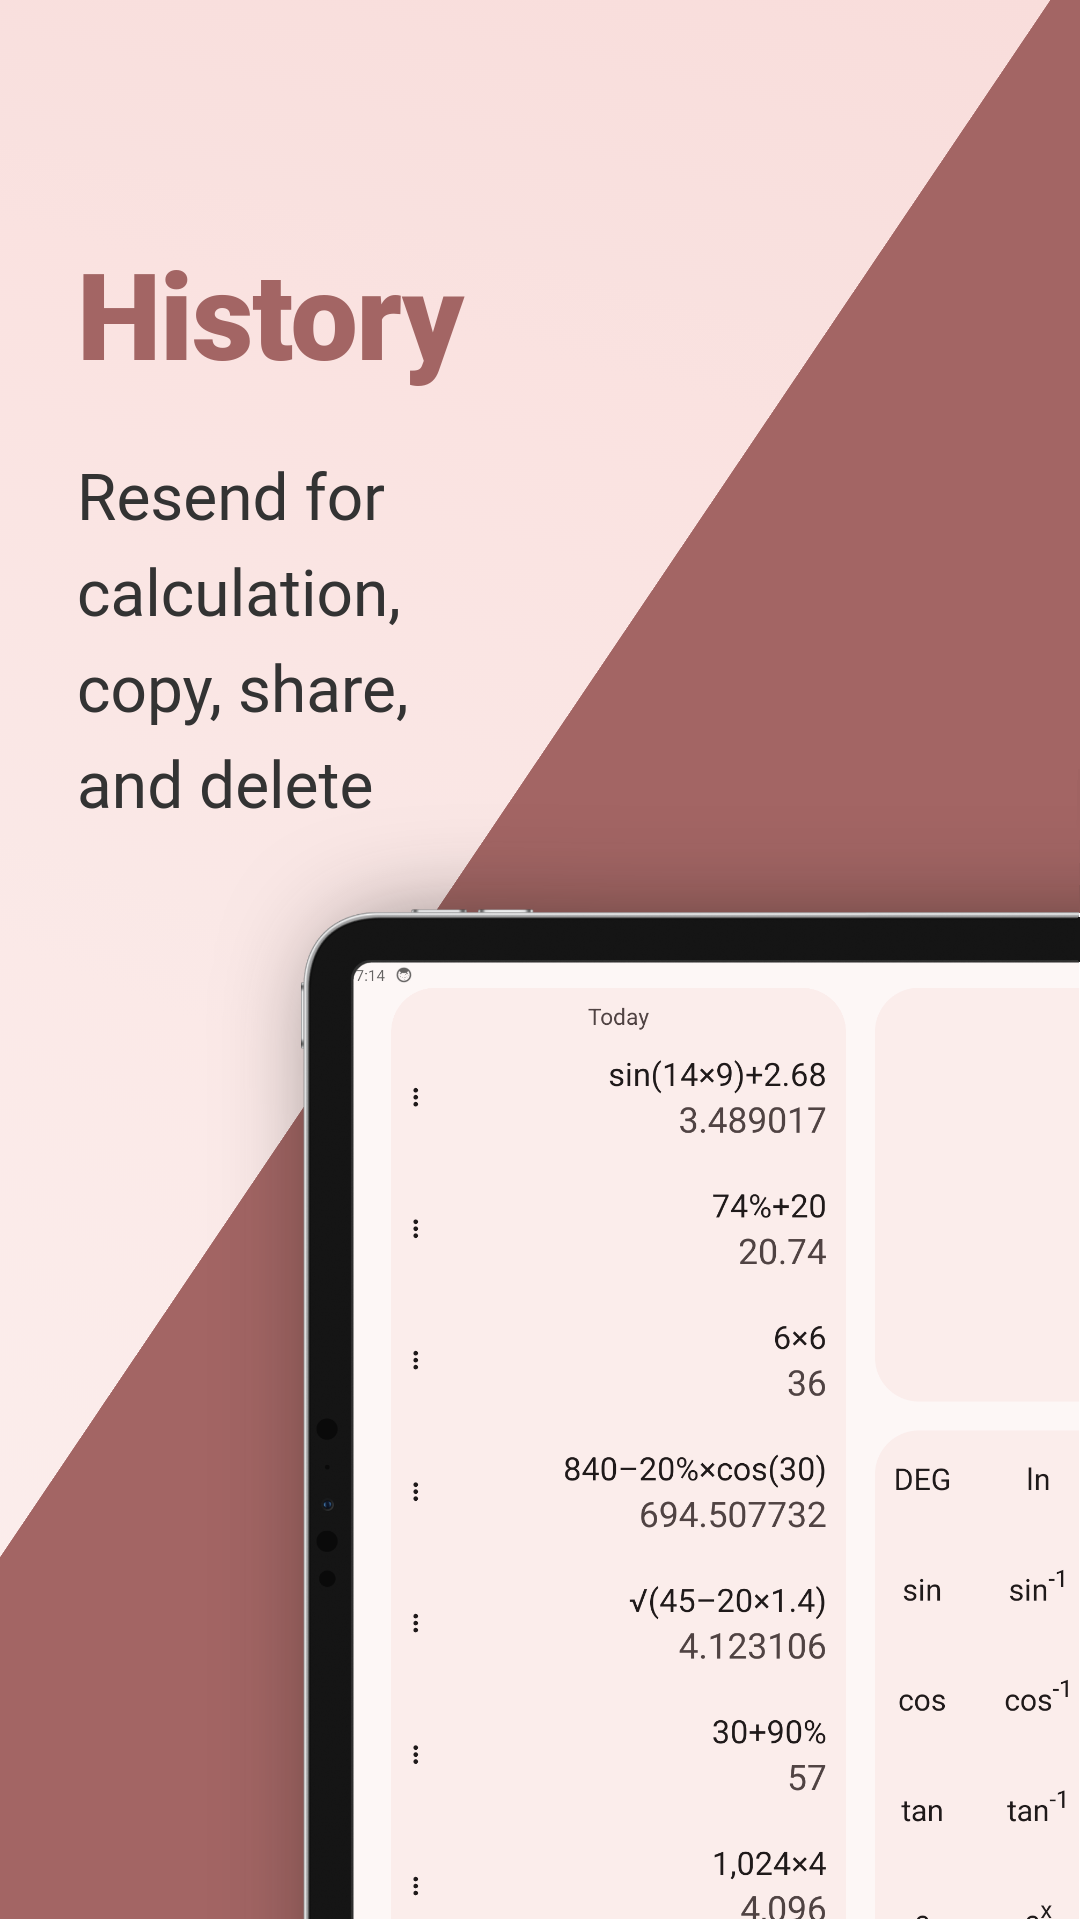 History
Resend for
calculation,
copy, share,
and delete
7:14
Today
sin(14×9)+2.68
3.489017
74%+20
20.74
6×6
36
840−20%×cos(30)
694.507732
√(45−20×1.4)
4.123106
30+90%
57
1,024×4
4,096
DEG ln
sin sin⁻¹
cos cos⁻¹
tan tan⁻¹